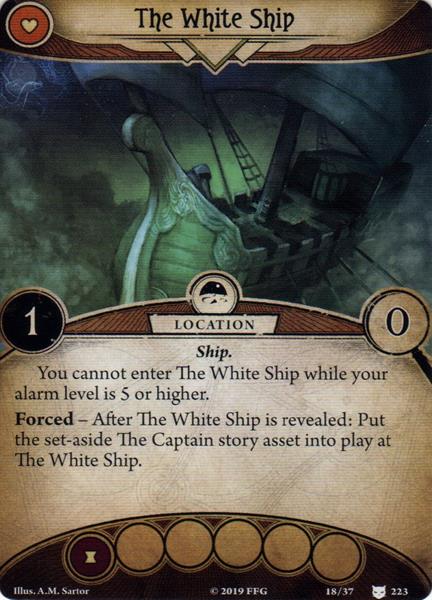 The White Ship
1
LOCATION
0
Ship.
You cannot enter The White Ship while your
alarm level is 5 or higher.
Forced – After The White Ship is revealed: Put
the set-aside The Captain story asset into play at
The White Ship.
Illus. A.M. Sartor © 2019 FFG 18/37 223